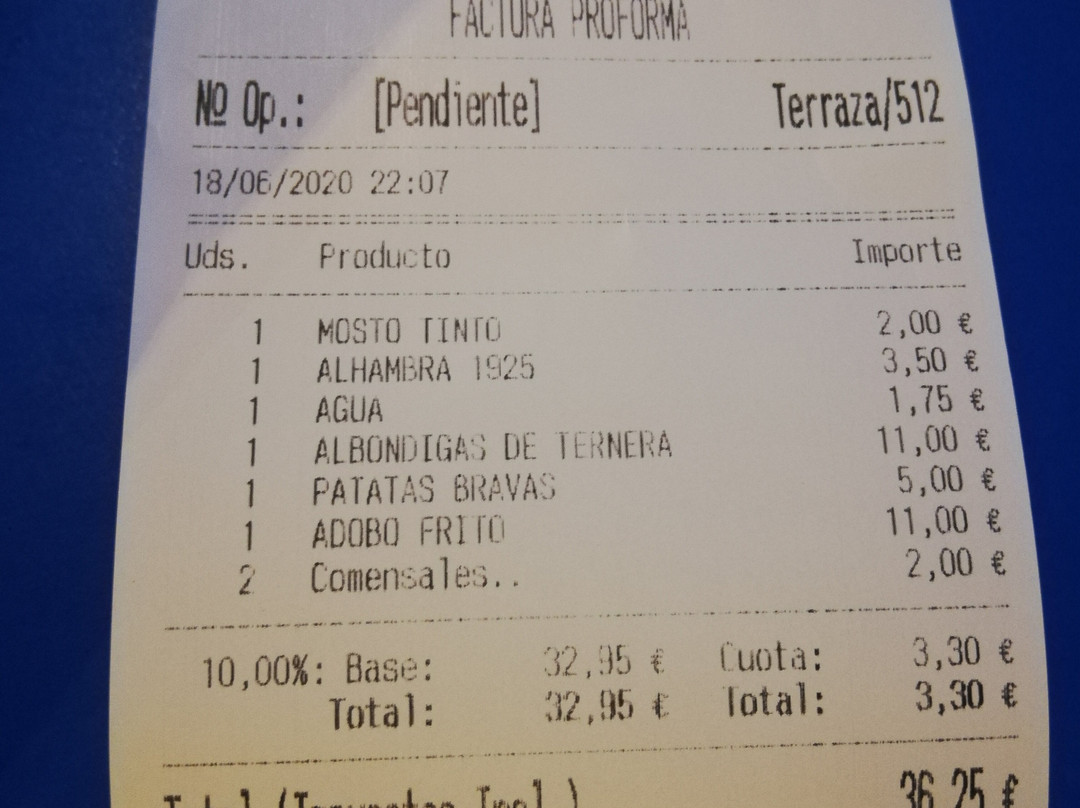 FACTURA PROFORMA
Nº Op.: [Pendiente] Terraza/512
18/06/2020 22:07
Uds. Producto Importe
1 MOSTO TINTO 2,00 €
1 ALHAMBRA 1925 3,50 €
1 AGUA 1,75 €
1 ALBONDIGAS DE TERNERA 11,00 €
1 PATATAS BRAVAS 5,00 €
1 ADOBO FRITO 11,00 €
2 Comensales.. 2,00 €
10,00%: Base: 32,95 € Cuota: 3,30 €
Total: 32,95 € Total: 3,30 €
Total (Impuestos Incl.) 36,25 €